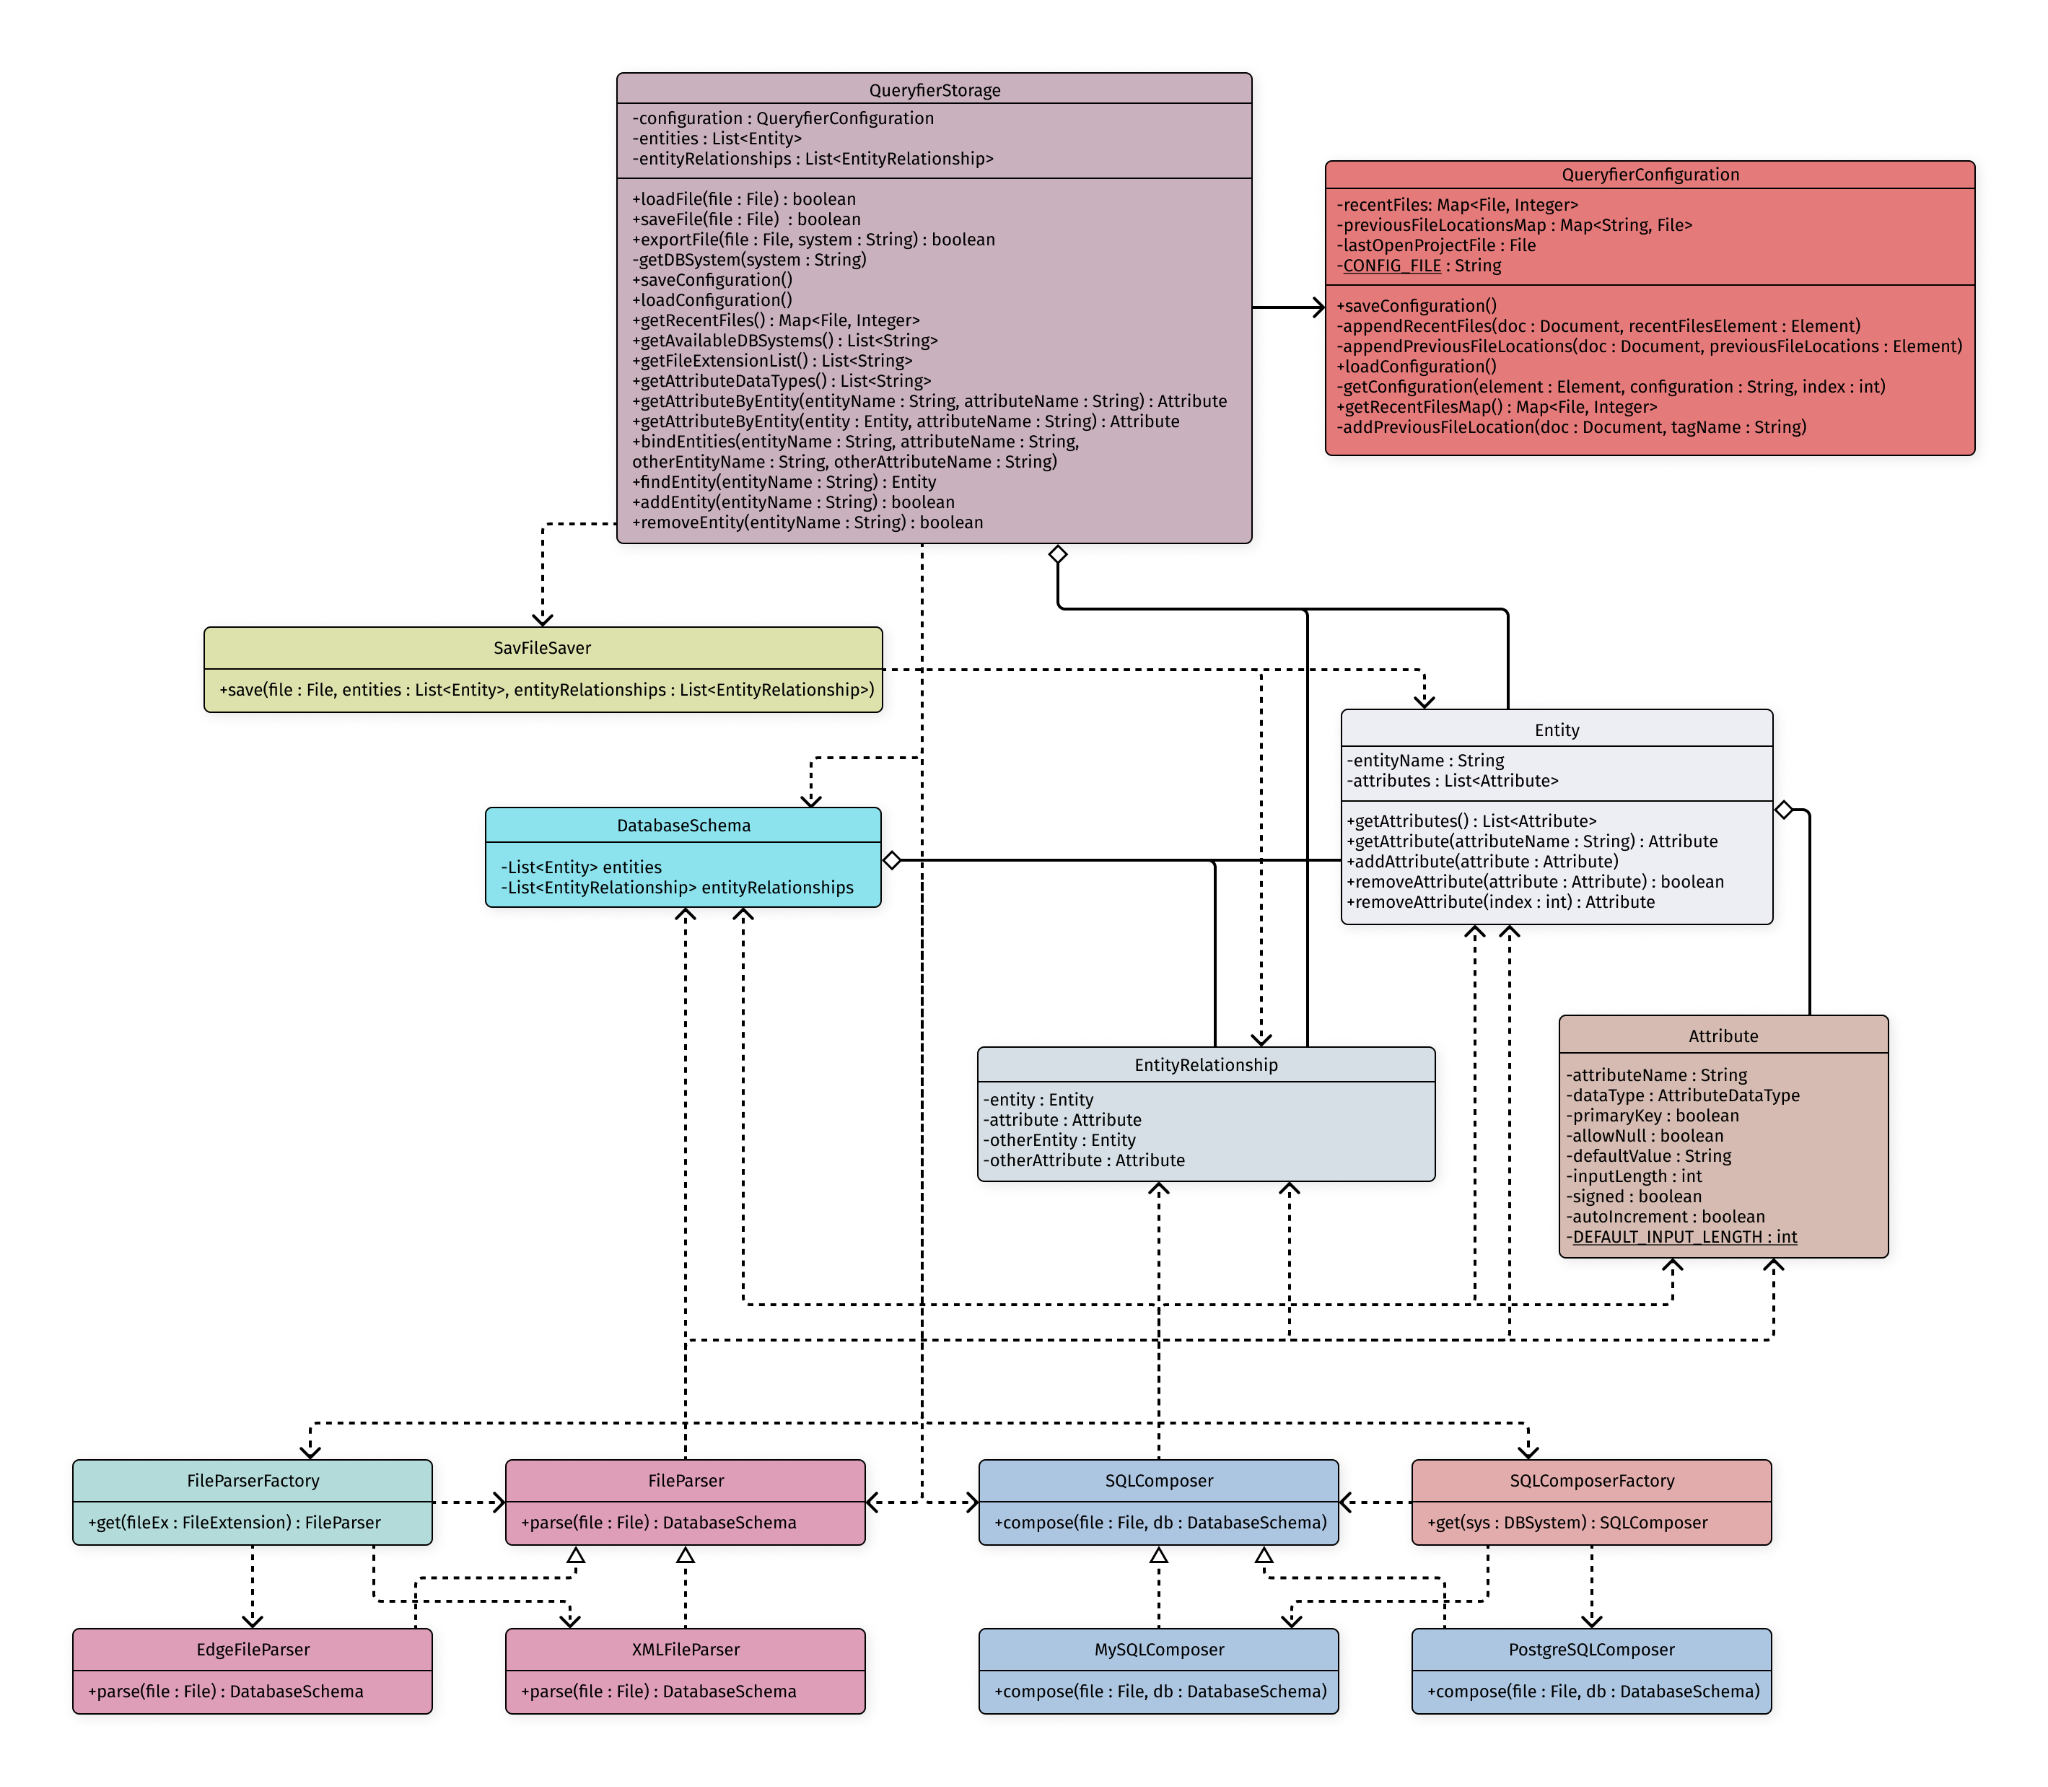 QueryfierStorage
-configuration : QueryfierConfiguration
-entities : List<Entity>
-entityRelationships : List<EntityRelationship>
+loadFile(file : File) : boolean
+saveFile(file : File)  : boolean
+exportFile(file : File, system : String) : boolean
-getDBSystem(system : String)
+saveConfiguration()
+loadConfiguration()
+getRecentFiles() : Map<File, Integer>
+getAvailableDBSystems() : List<String>
+getFileExtensionList() : List<String>
+getAttributeDataTypes() : List<String>
+getAttributeByEntity(entityName : String, attributeName : String) : Attribute
+getAttributeByEntity(entity : Entity, attributeName : String) : Attribute
+bindEntities(entityName : String, attributeName : String,
otherEntityName : String, otherAttributeName : String)
+findEntity(entityName : String) : Entity
+addEntity(entityName : String) : boolean
+removeEntity(entityName : String) : boolean
QueryfierConfiguration
-recentFiles: Map<File, Integer>
-previousFileLocationsMap : Map<String, File>
-lastOpenProjectFile : File
-CONFIG_FILE : String
+saveConfiguration()
-appendRecentFiles(doc : Document, recentFilesElement : Element)
-appendPreviousFileLocations(doc : Document, previousFileLocations : Element)
+loadConfiguration()
-getConfiguration(element : Element, configuration : String, index : int)
+getRecentFilesMap() : Map<File, Integer>
-addPreviousFileLocation(doc : Document, tagName : String)
SavFileSaver
+save(file : File, entities : List<Entity>, entityRelationships : List<EntityRelationship>)
Entity
-entityName : String
-attributes : List<Attribute>
+getAttributes() : List<Attribute>
+getAttribute(attributeName : String) : Attribute
+addAttribute(attribute : Attribute)
+removeAttribute(attribute : Attribute) : boolean
+removeAttribute(index : int) : Attribute
DatabaseSchema
-List<Entity> entities
-List<EntityRelationship> entityRelationships
EntityRelationship
-entity : Entity
-attribute : Attribute
-otherEntity : Entity
-otherAttribute : Attribute
Attribute
-attributeName : String
-dataType : AttributeDataType
-primaryKey : boolean
-allowNull : boolean
-defaultValue : String
-inputLength : int
-signed : boolean
-autoIncrement : boolean
-DEFAULT_INPUT_LENGTH : int
FileParserFactory
+get(fileEx : FileExtension) : FileParser
FileParser
+parse(file : File) : DatabaseSchema
SQLComposer
+compose(file : File, db : DatabaseSchema)
SQLComposerFactory
+get(sys : DBSystem) : SQLComposer
EdgeFileParser
+parse(file : File) : DatabaseSchema
XMLFileParser
+parse(file : File) : DatabaseSchema
MySQLComposer
+compose(file : File, db : DatabaseSchema)
PostgreSQLComposer
+compose(file : File, db : DatabaseSchema)